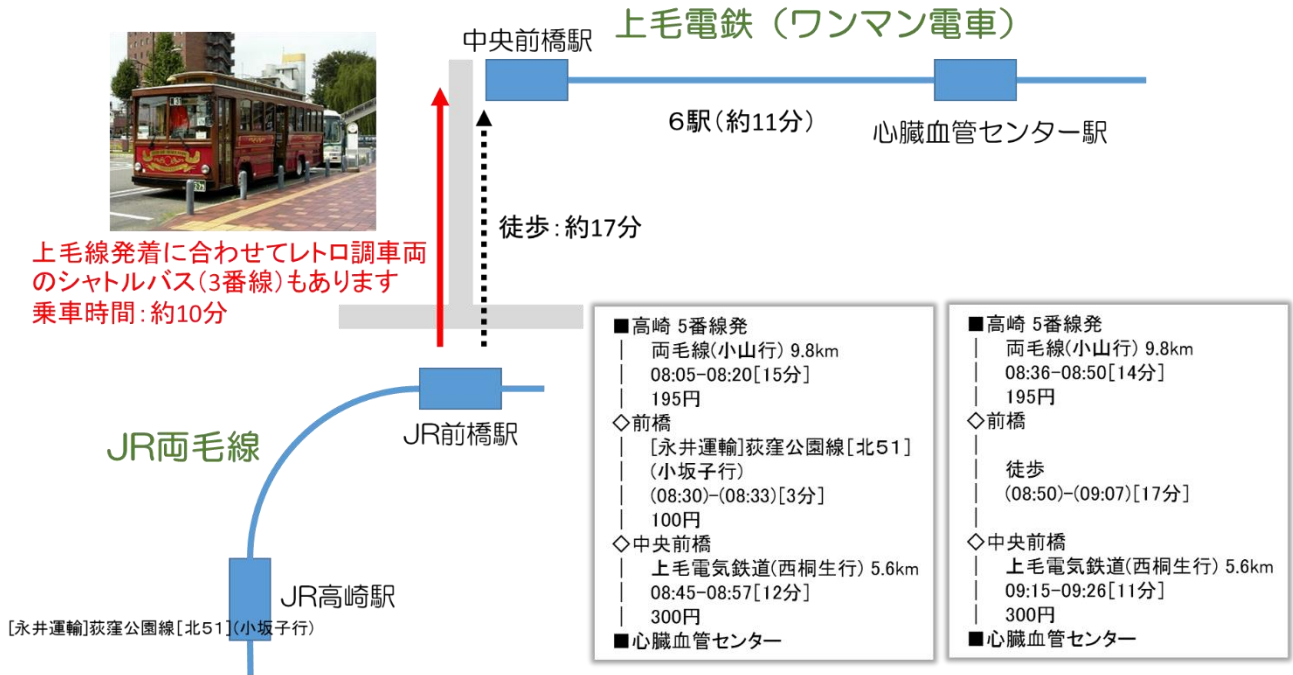 上毛電鉄（ワンマン電車）
中央前橋駅
6駅（約11分）
心臓血管センター駅
徒歩：約17分
上毛線発着に合わせてレトロ調車両
のシャトルバス（3番線）もあります
乗車時間：約10分
JR前橋駅
JR両毛線
JR高崎駅
[永井運輸]荻窪公園線[北51](小坂子行)
■高崎 5番線発
｜ 両毛線(小山行) 9.8km
｜ 08:05-08:20[15分]
｜ 195円
◇前橋
｜ [永井運輸]荻窪公園線[北51]
｜ (小坂子行)
｜ (08:30)-(08:33)[3分]
｜ 100円
◇中央前橋
｜ 上毛電気鉄道(西桐生行) 5.6km
｜ 08:45-08:57[12分]
｜ 300円
■心臓血管センター
■高崎 5番線発
｜ 両毛線(小山行) 9.8km
｜ 08:36-08:50[14分]
｜ 195円
◇前橋
｜
｜ 徒歩
｜ (08:50)-(09:07)[17分]
｜
◇中央前橋
｜ 上毛電気鉄道(西桐生行) 5.6km
｜ 09:15-09:26[11分]
｜ 300円
■心臓血管センター